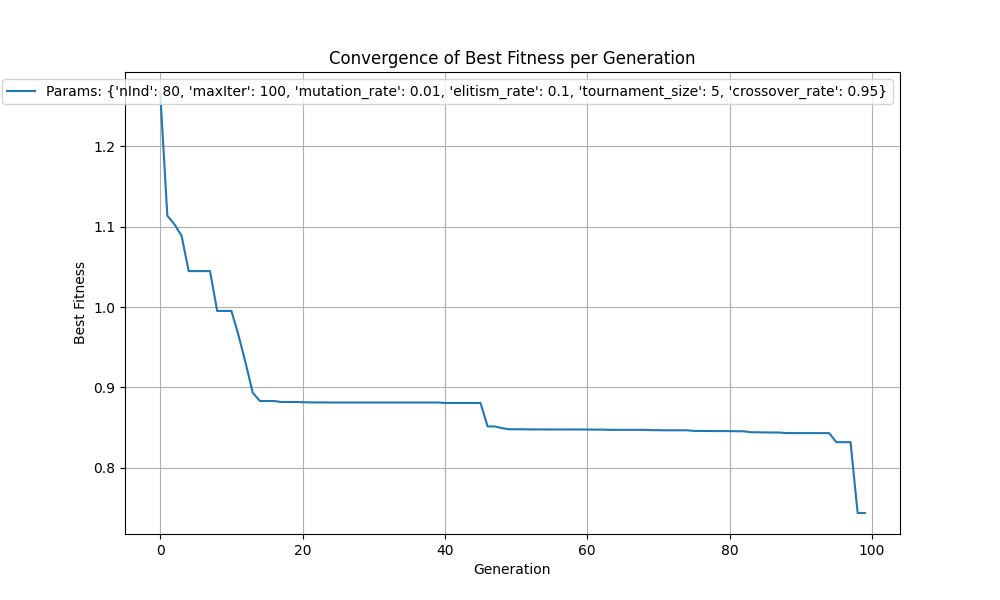 Convergence of Best Fitness per Generation
Params: {'nInd': 80, 'maxIter': 100, 'mutation_rate': 0.01, 'elitism_rate': 0.1, 'tournament_size': 5, 'crossover_rate': 0.95}
1.2
1.1
1.0
0.9
0.8
Best Fitness
0 20 40 60 80 100
Generation